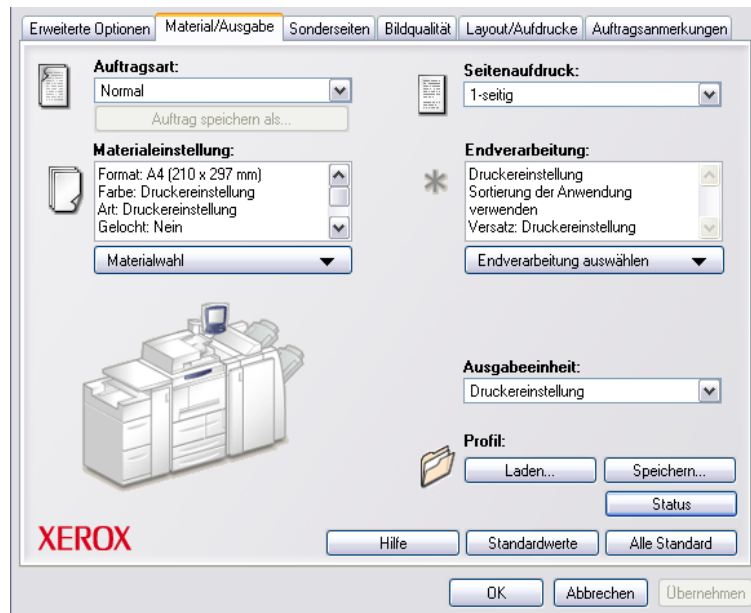 Erweiterte Optionen
Material/Ausgabe
Sonderseiten
Bildqualität
Layout/Aufdrucke
Auftragsanmerkungen
Auftragsart:
Normal
Auftrag speichern als...
Seitenaufdruck:
1-seitig
Materialeinstellung:
Format: A4 (210 x 297 mm)
Farbe: Druckereinstellung
Art: Druckereinstellung
Gelocht: Nein
Materialwahl
Endverarbeitung:
Druckereinstellung
Sortierung der Anwendung
verwenden
Versatz: Druckereinstellung
Endverarbeitung auswählen
Ausgabeeinheit:
Druckereinstellung
Profil:
Laden...
Speichern...
Status
XEROX
Hilfe
Standardwerte
Alle Standard
OK
Abbrechen
Übernehmen